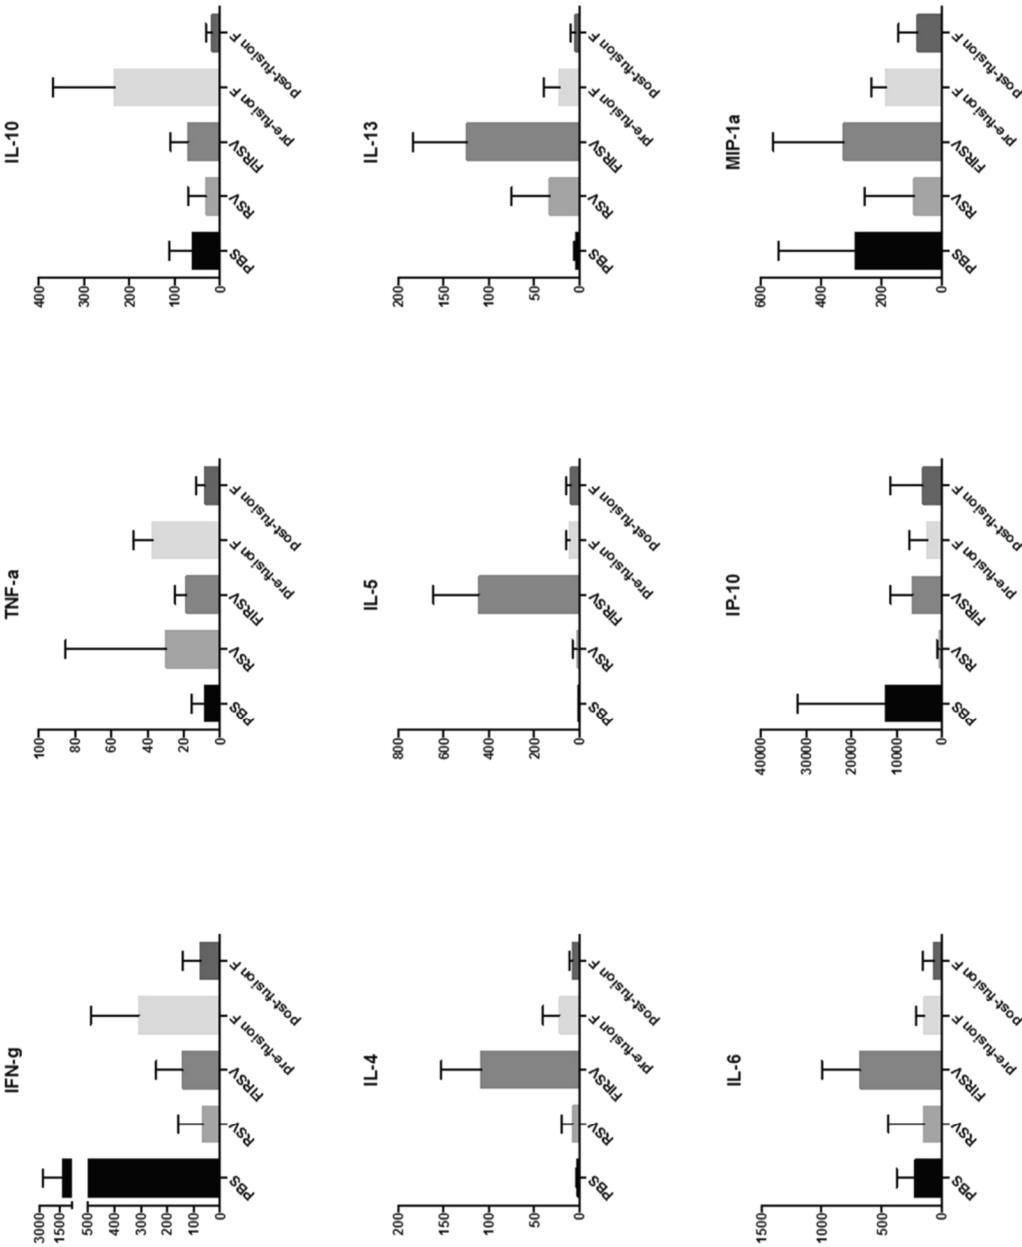 IFN-g
3000
1500
500
400
300
200
100
0
PBS
RSV
FIRSV
pre-fusion F
post-fusion F
TNF-a
100
80
60
40
20
0
PBS
RSV
FIRSV
pre-fusion F
post-fusion F
IL-10
400
300
200
100
0
PBS
RSV
FIRSV
pre-fusion F
post-fusion F
IL-4
200
150
100
50
0
PBS
RSV
FIRSV
pre-fusion F
post-fusion F
IL-5
800
600
400
200
0
PBS
RSV
FIRSV
pre-fusion F
post-fusion F
IL-13
200
150
100
50
0
PBS
RSV
FIRSV
pre-fusion F
post-fusion F
IL-6
1500
1000
500
0
PBS
RSV
FIRSV
pre-fusion F
post-fusion F
IP-10
40000
30000
20000
10000
0
PBS
RSV
FIRSV
pre-fusion F
post-fusion F
MIP-1a
600
400
200
0
PBS
RSV
FIRSV
pre-fusion F
post-fusion F